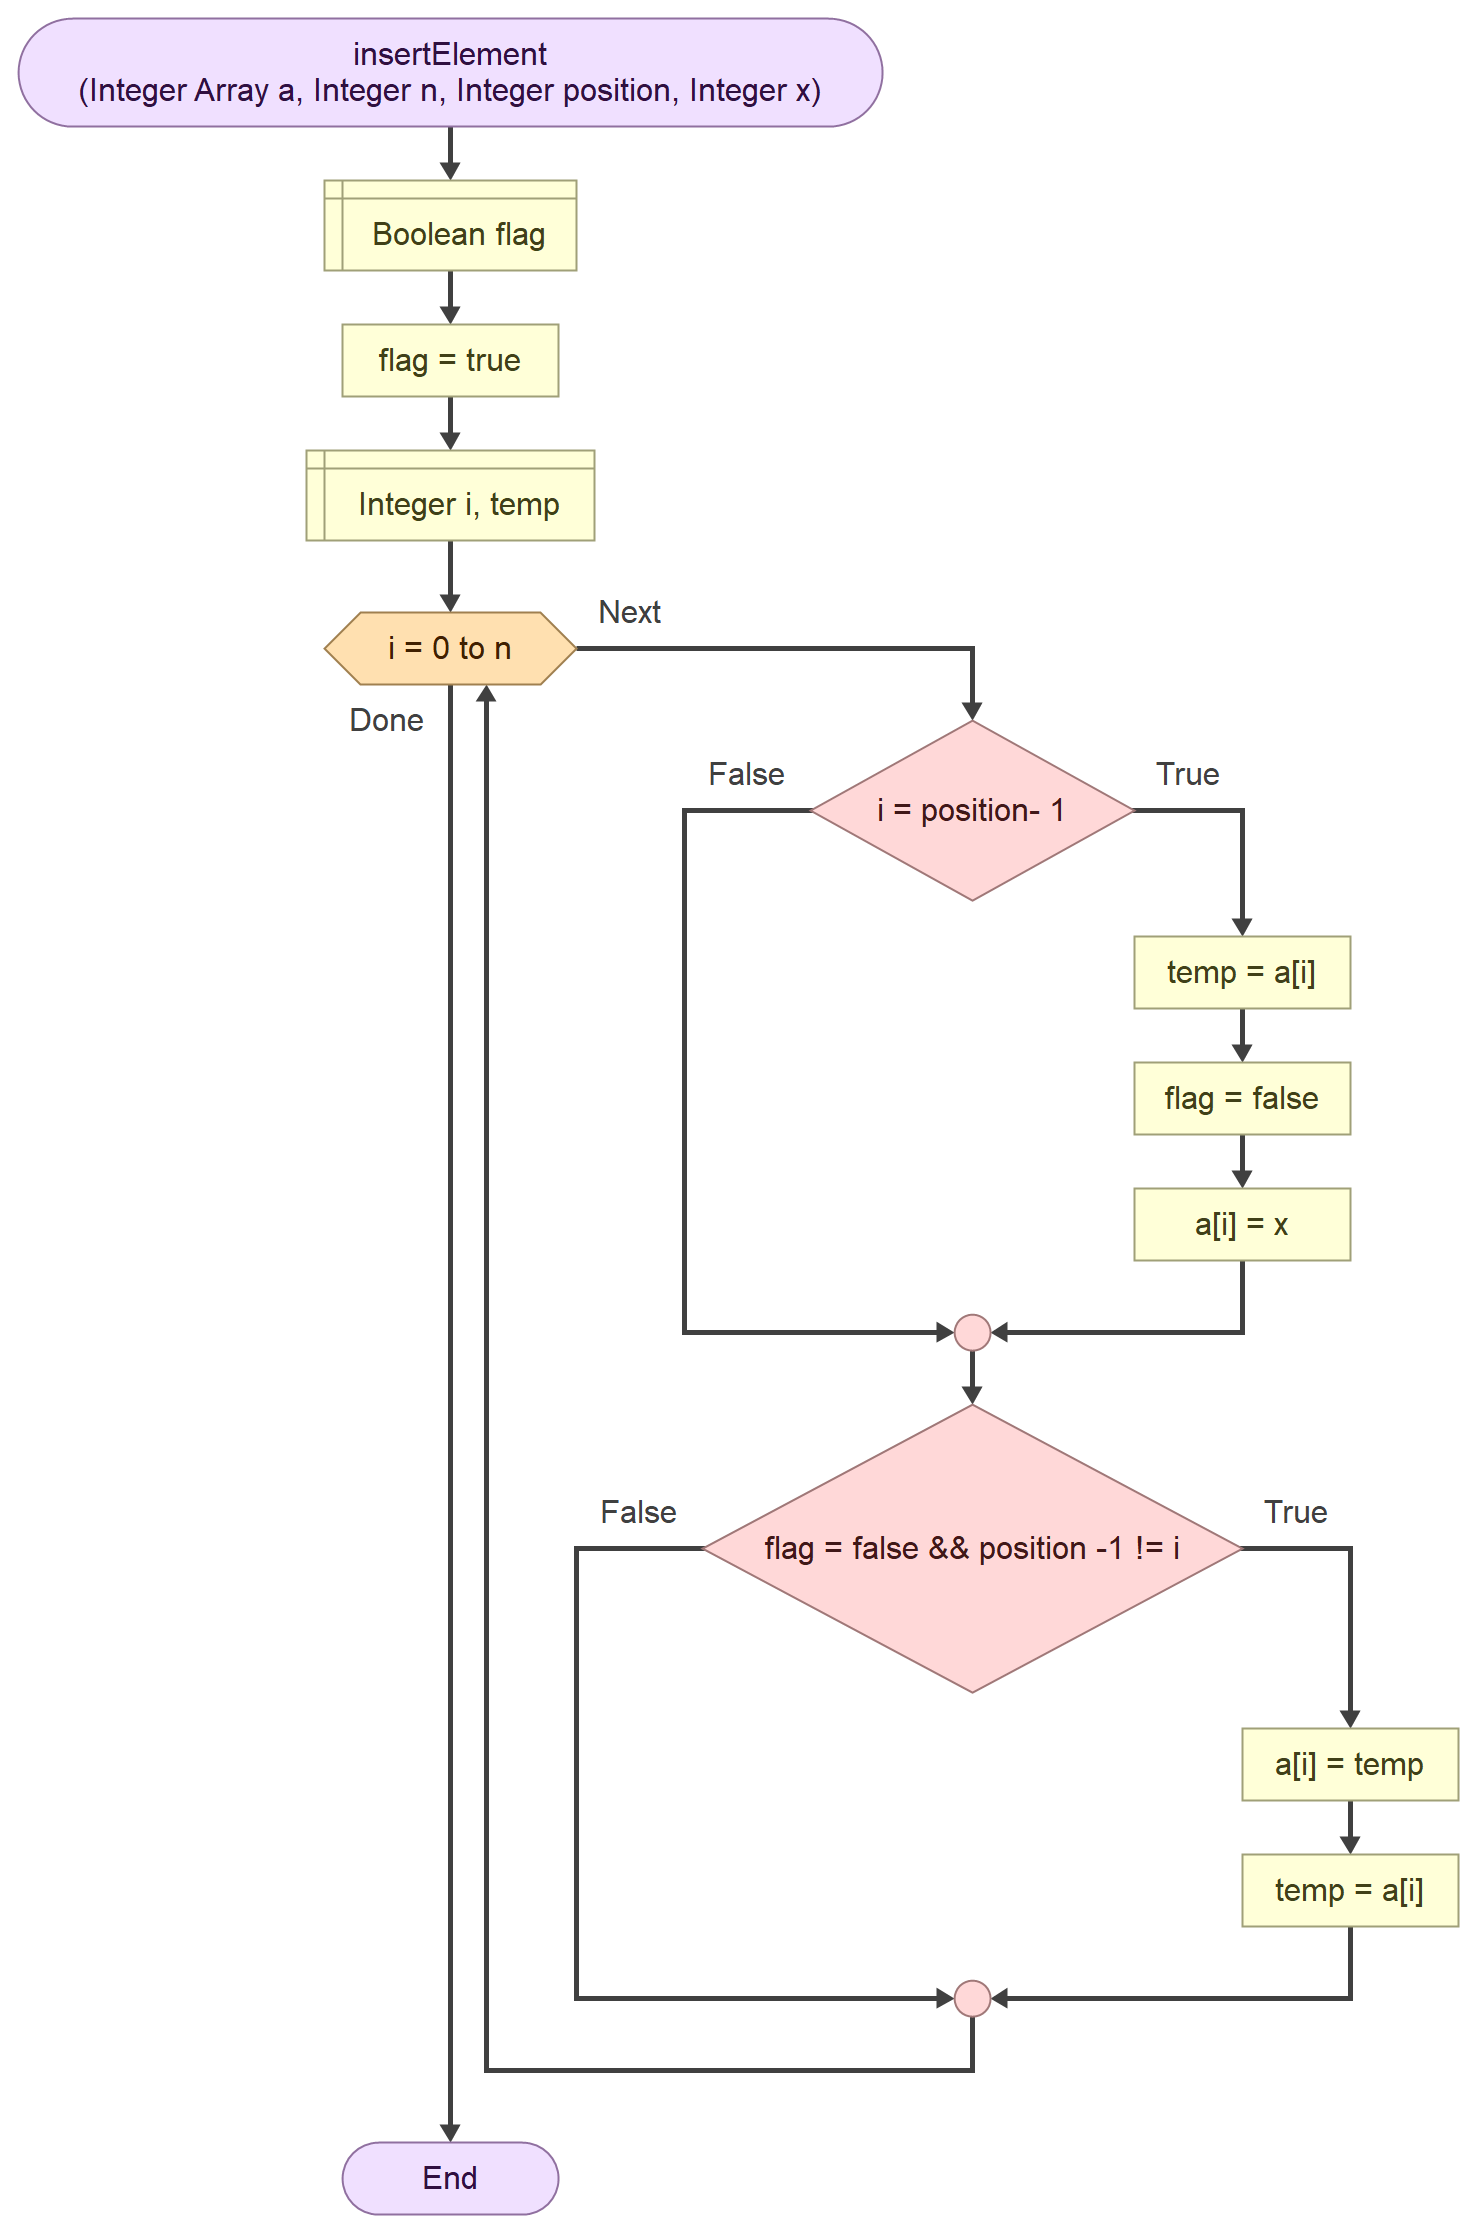 insertElement
(Integer Array a, Integer n, Integer position, Integer x)
Boolean flag
flag = true
Integer i, temp
i = 0 to n
Next
Done
i = position- 1
False
True
temp = a[i]
flag = false
a[i] = x
flag = false && position -1 != i
False
True
a[i] = temp
temp = a[i]
End